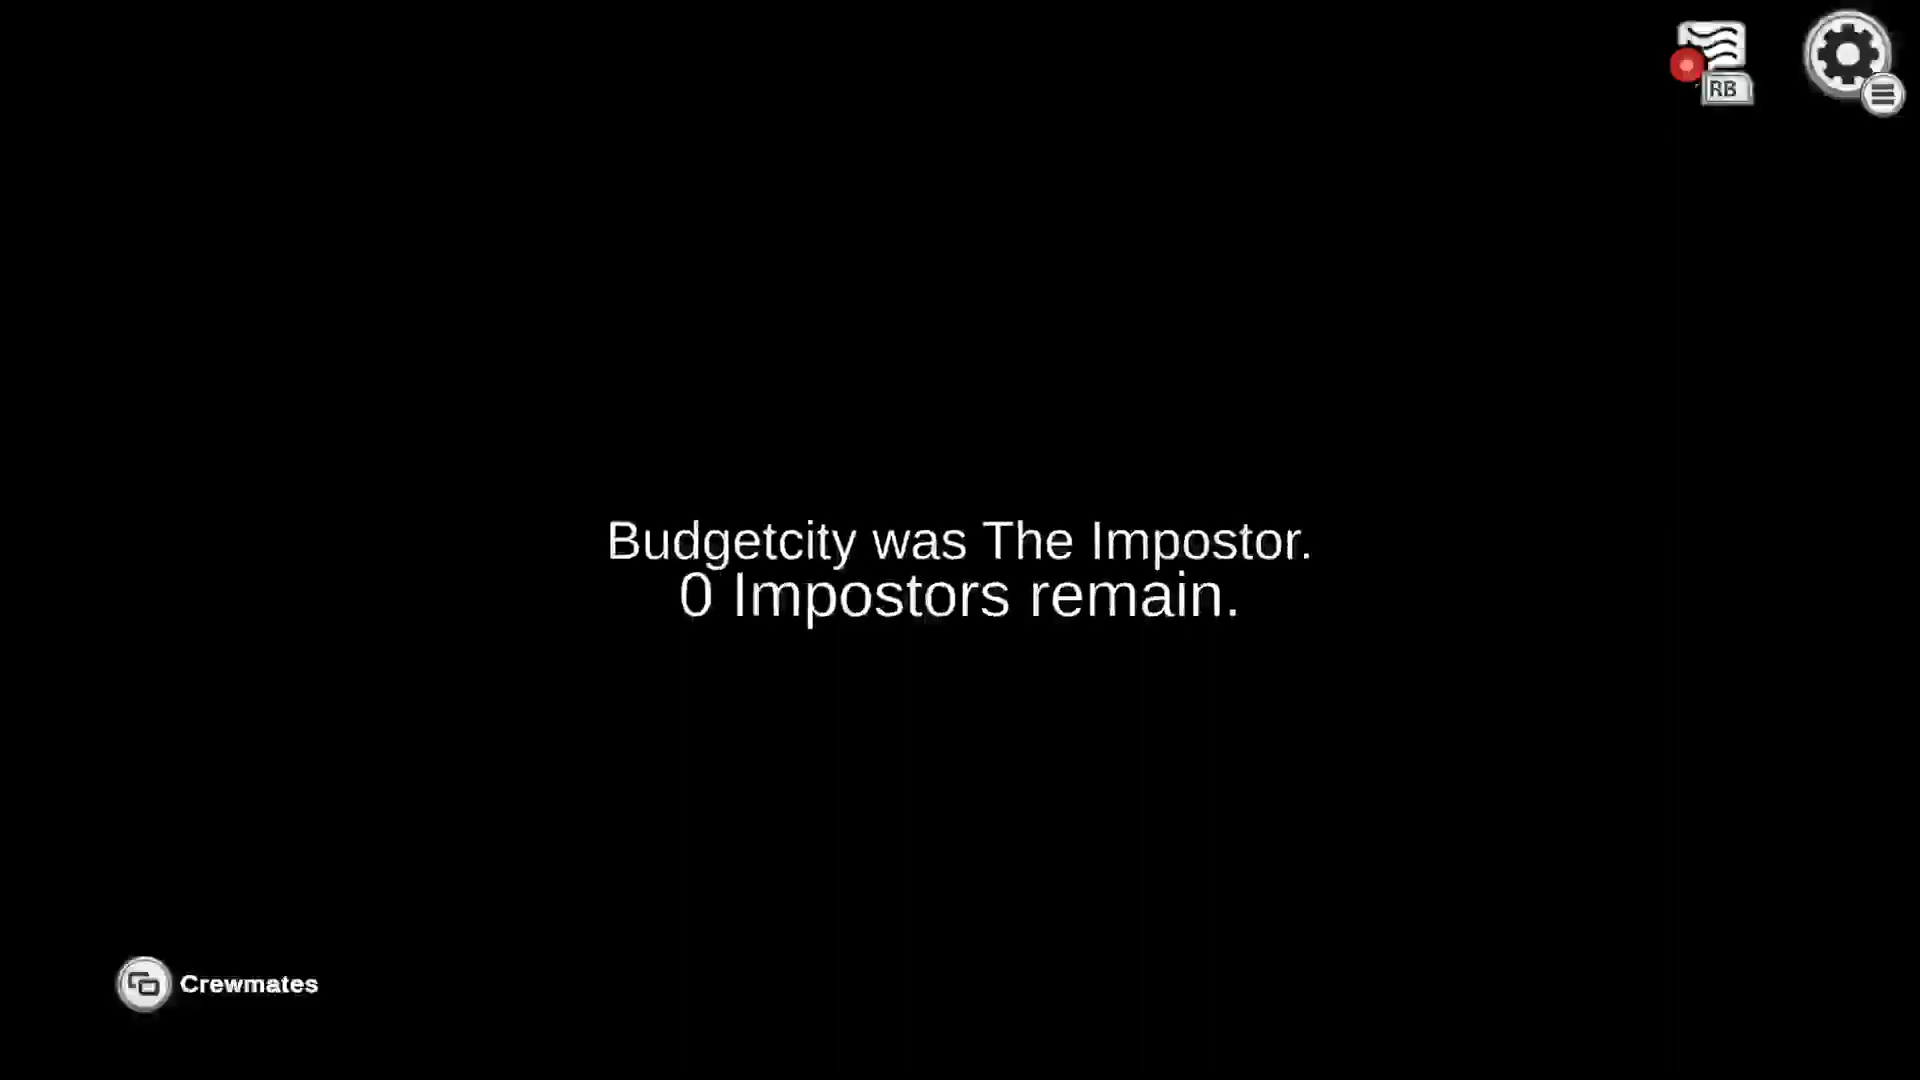 RB
Budgetcity was The Impostor.
0 Impostors remain.
Crewmates